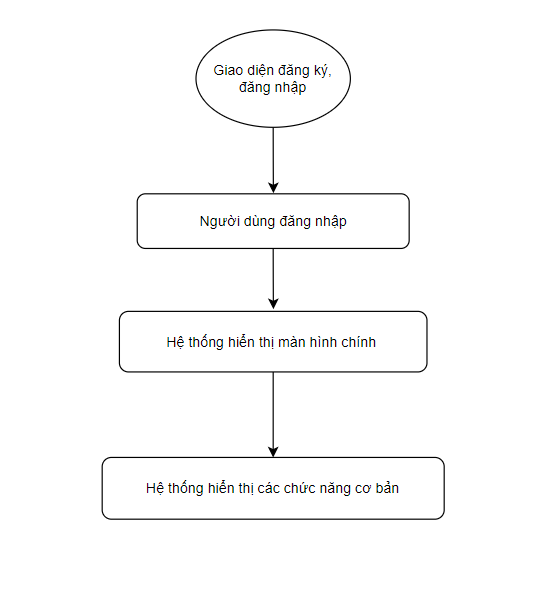 Giao diện đăng ký,
đăng nhập
Người dùng đăng nhập
Hệ thống hiển thị màn hình chính
Hệ thống hiển thị các chức năng cơ bản